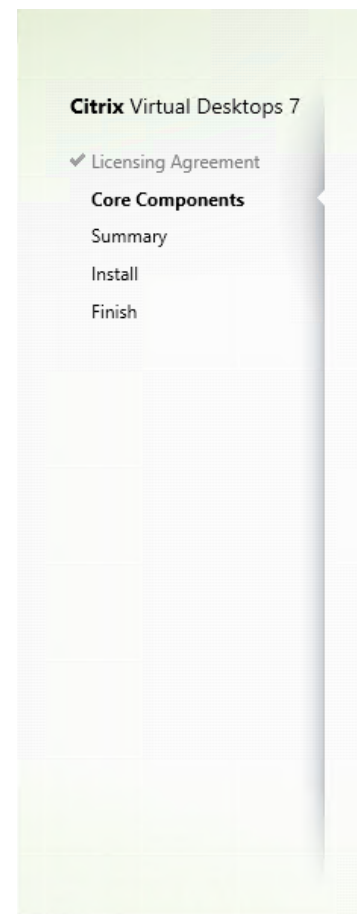 Citrix Virtual Desktops 7
Licensing Agreement
Core Components
Summary
Install
Finish